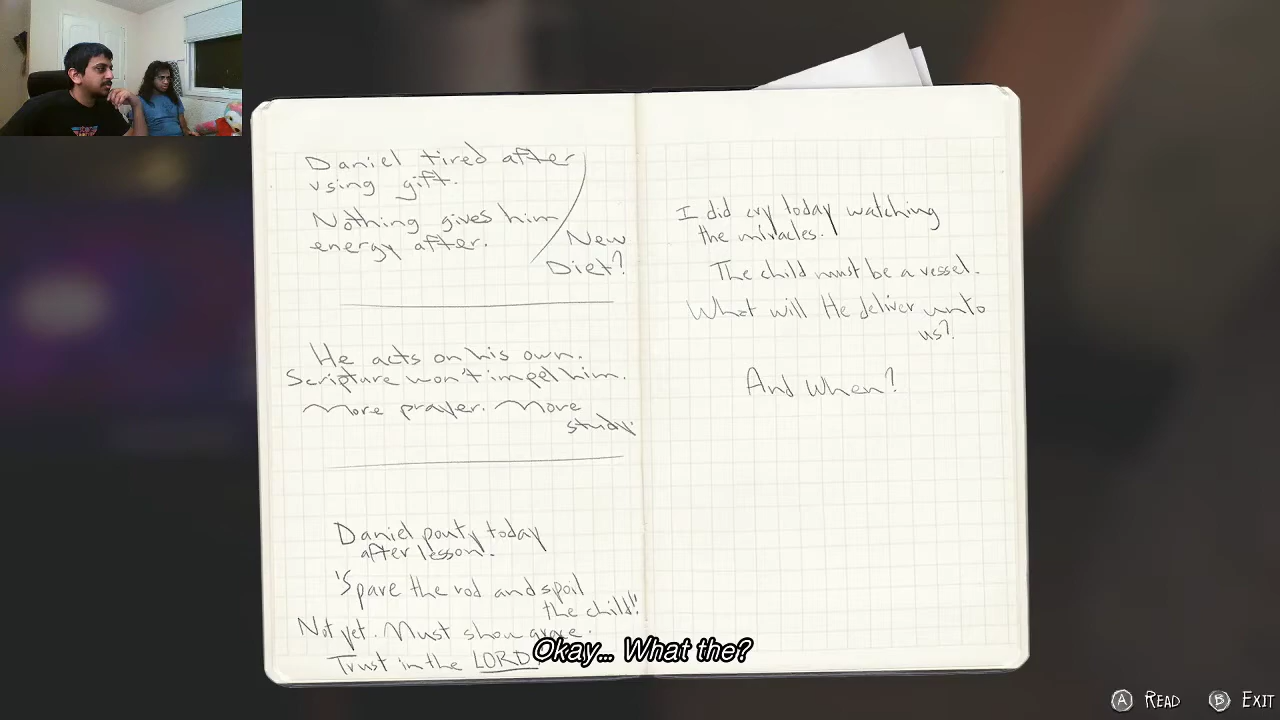 Daniel tired after
using gift.
Nothing gives him
energy after.
New
Diet?
He acts on his own.
Scripture won't impel him.
More prayer. More
study.
Daniel pouty today
after lesson.
'Spare the rod and spoil
the child!'
Not yet. Must show grace.
Trust in the LORD
I did cry today watching
the miracles.
The child must be a vessel.
What will He deliver unto
us?
And When?
Okay... What the?
A READ B EXIT